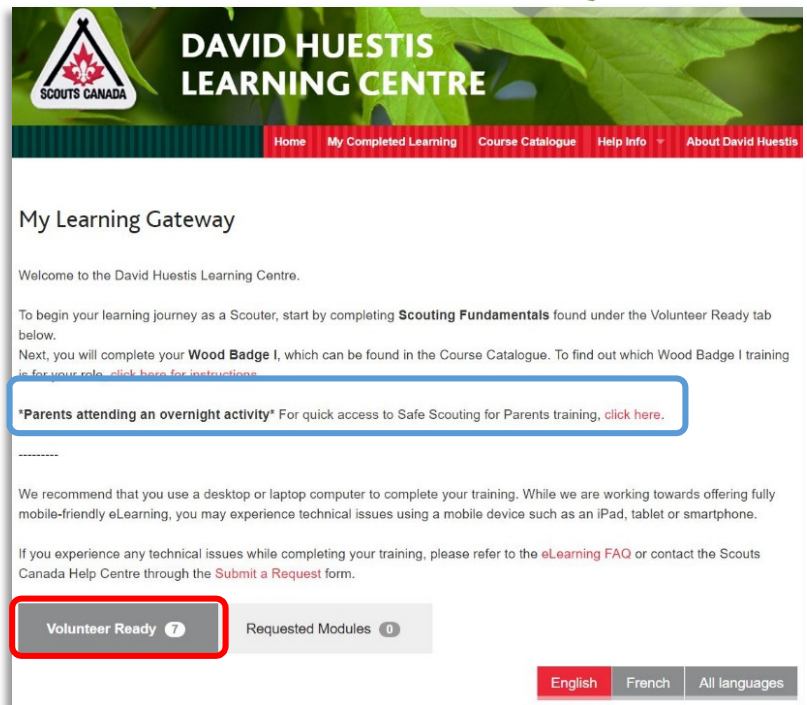 SCOUTS CANADA
DAVID HUESTIS
LEARNING CENTRE
Home My Completed Learning Course Catalogue Help Info About David Huestis
My Learning Gateway
Welcome to the David Huestis Learning Centre.
To begin your learning journey as a Scouter, start by completing Scouting Fundamentals found under the Volunteer Ready tab
below.
Next, you will complete your Wood Badge I, which can be found in the Course Catalogue. To find out which Wood Badge I training
is for your role, click here for instructions.
*Parents attending an overnight activity* For quick access to Safe Scouting for Parents training, click here.
---------
We recommend that you use a desktop or laptop computer to complete your training. While we are working towards offering fully
mobile-friendly eLearning, you may experience technical issues using a mobile device such as an iPad, tablet or smartphone.
If you experience any technical issues while completing your training, please refer to the eLearning FAQ or contact the Scouts
Canada Help Centre through the Submit a Request form.
Volunteer Ready 7 Requested Modules 0
English French All languages